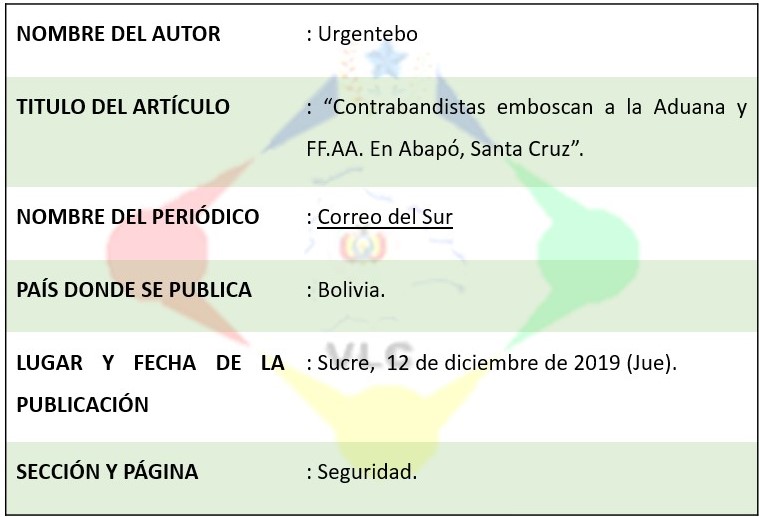 NOMBRE DEL AUTOR : Urgentebo
TITULO DEL ARTÍCULO : “Contrabandistas emboscan a la Aduana y
FF.AA. En Abapó, Santa Cruz”.
NOMBRE DEL PERIÓDICO : Correo del Sur
PAÍS DONDE SE PUBLICA : Bolivia.
LUGAR Y FECHA DE LA : Sucre, 12 de diciembre de 2019 (Jue).
PUBLICACIÓN
VLC
SECCIÓN Y PÁGINA : Seguridad.